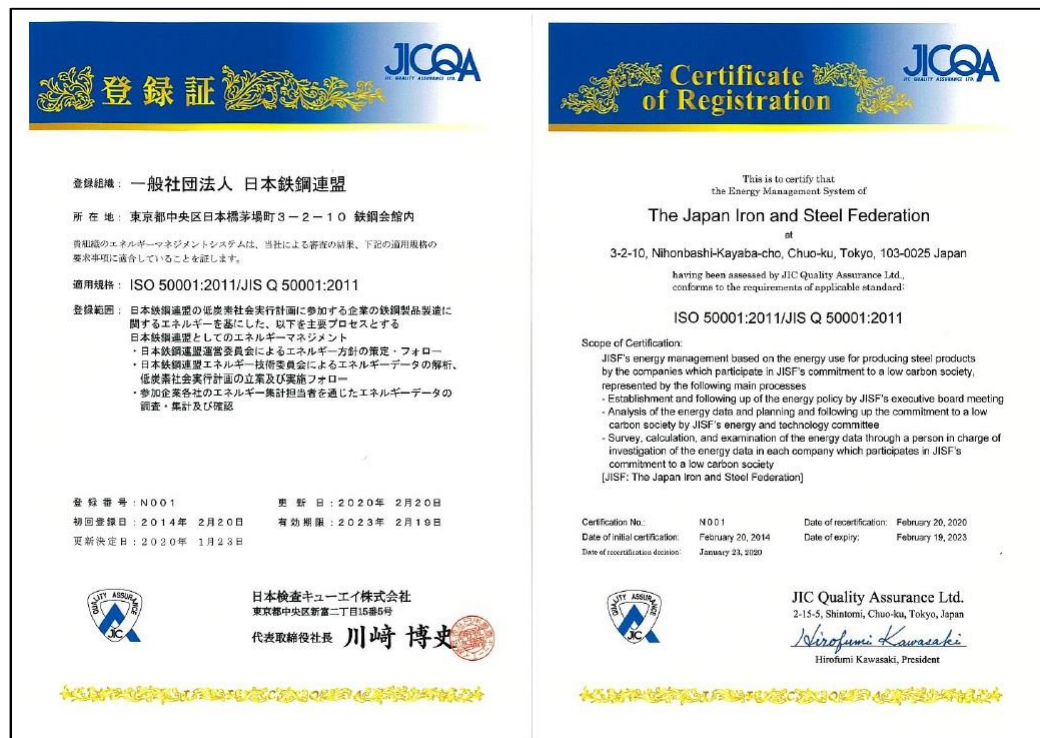 登録証
JICQA
JIC QUALITY ASSURANCE LTD.
登録組織： 一般社団法人 日本鉄鋼連盟
所 在 地： 東京都中央区日本橋茅場町３－２－１０ 鉄鋼会館内
貴組織のエネルギーマネジメントシステムは、当社による審査の結果、下記の適用規格の
要求事項に適合していることを証します。
適用規格： ISO 50001:2011/JIS Q 50001:2011
登録範囲： 日本鉄鋼連盟の低炭素社会実行計画に参加する企業の鉄鋼製品製造に
関するエネルギーを基にした、以下を主要プロセスとする
日本鉄鋼連盟としてのエネルギーマネジメント
・日本鉄鋼連盟運営委員会によるエネルギー方針の策定・フォロー
・日本鉄鋼連盟エネルギー技術委員会によるエネルギーデータの解析、
低炭素社会実行計画の立案及び実施フォロー
・参加企業各社のエネルギー集計担当者を通じたエネルギーデータの
調査・集計及び確認
登 録 番 号：N001 更 新 日：2020年 2月20日
初回登録日：2014年 2月20日 有効期限：2023年 2月19日
更新決定日：2020年 1月23日
QUALITY ASSURANCE
JIC
日本検査キューエイ株式会社
東京都中央区新富二丁目15番5号
代表取締役社長 川﨑 博史
Certificate
of Registration
JICQA
JIC QUALITY ASSURANCE LTD.
This is to certify that
the Energy Management System of
The Japan Iron and Steel Federation
at
3-2-10, Nihonbashi-Kayaba-cho, Chuo-ku, Tokyo, 103-0025 Japan
having been assessed by JIC Quality Assurance Ltd.,
conforms to the requirements of applicable standard:
ISO 50001:2011/JIS Q 50001:2011
Scope of Certification:
JISF's energy management based on the energy use for producing steel products
by the companies which participate in JISF's commitment to a low carbon society,
represented by the following main processes
- Establishment and following up of the energy policy by JISF's executive board meeting
- Analysis of the energy data and planning and following up the commitment to a low
carbon society by JISF's energy and technology committee
- Survey, calculation, and examination of the energy data through a person in charge of
investigation of the energy data in each company which participates in JISF's
commitment to a low carbon society
[JISF: The Japan Iron and Steel Federation]
Certification No.: N001 Date of recertification: February 20, 2020
Date of initial certification: February 20, 2014 Date of expiry: February 19, 2023
Date of recertification decision: January 23, 2020
QUALITY ASSURANCE
JIC
JIC Quality Assurance Ltd.
2-15-5, Shintomi, Chuo-ku, Tokyo, Japan
Hirofumi Kawasaki
Hirofumi Kawasaki, President